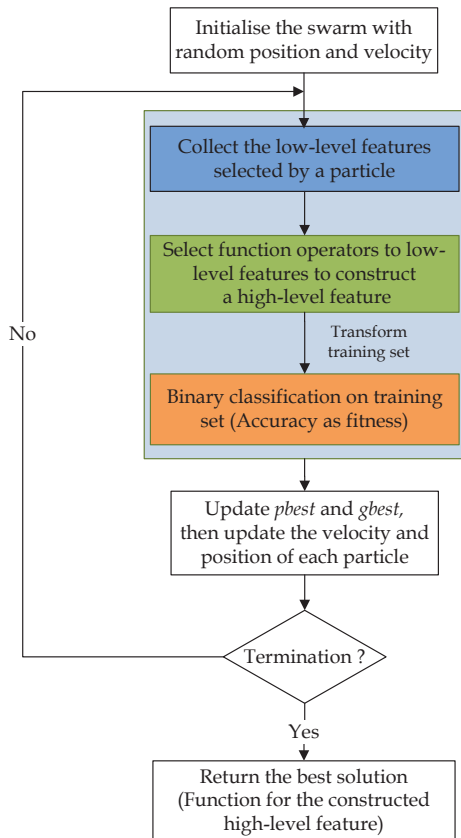 Initialise the swarm with
random position and velocity
Collect the low-level features
selected by a particle
Select function operators to low-
level features to construct
a high-level feature
No
Transform
training set
Binary classification on training
set (Accuracy as fitness)
Update pbest and gbest,
then update the velocity and
position of each particle
Termination ?
Yes
Return the best solution
(Function for the constructed
high-level feature)